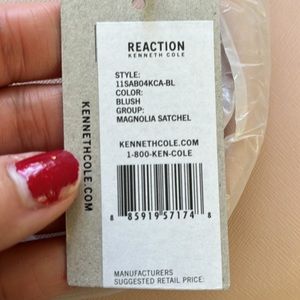 REACTION
KENNETH COLE
STYLE:
11SAB04KCA-BL
COLOR:
BLUSH
GROUP:
MAGNOLIA SATCHEL
KENNETHCOLE.COM
1-800-KEN-COLE
8 85919 57174 8
MANUFACTURERS
SUGGESTED RETAIL PRICE:
KENNETHCOLE.COM